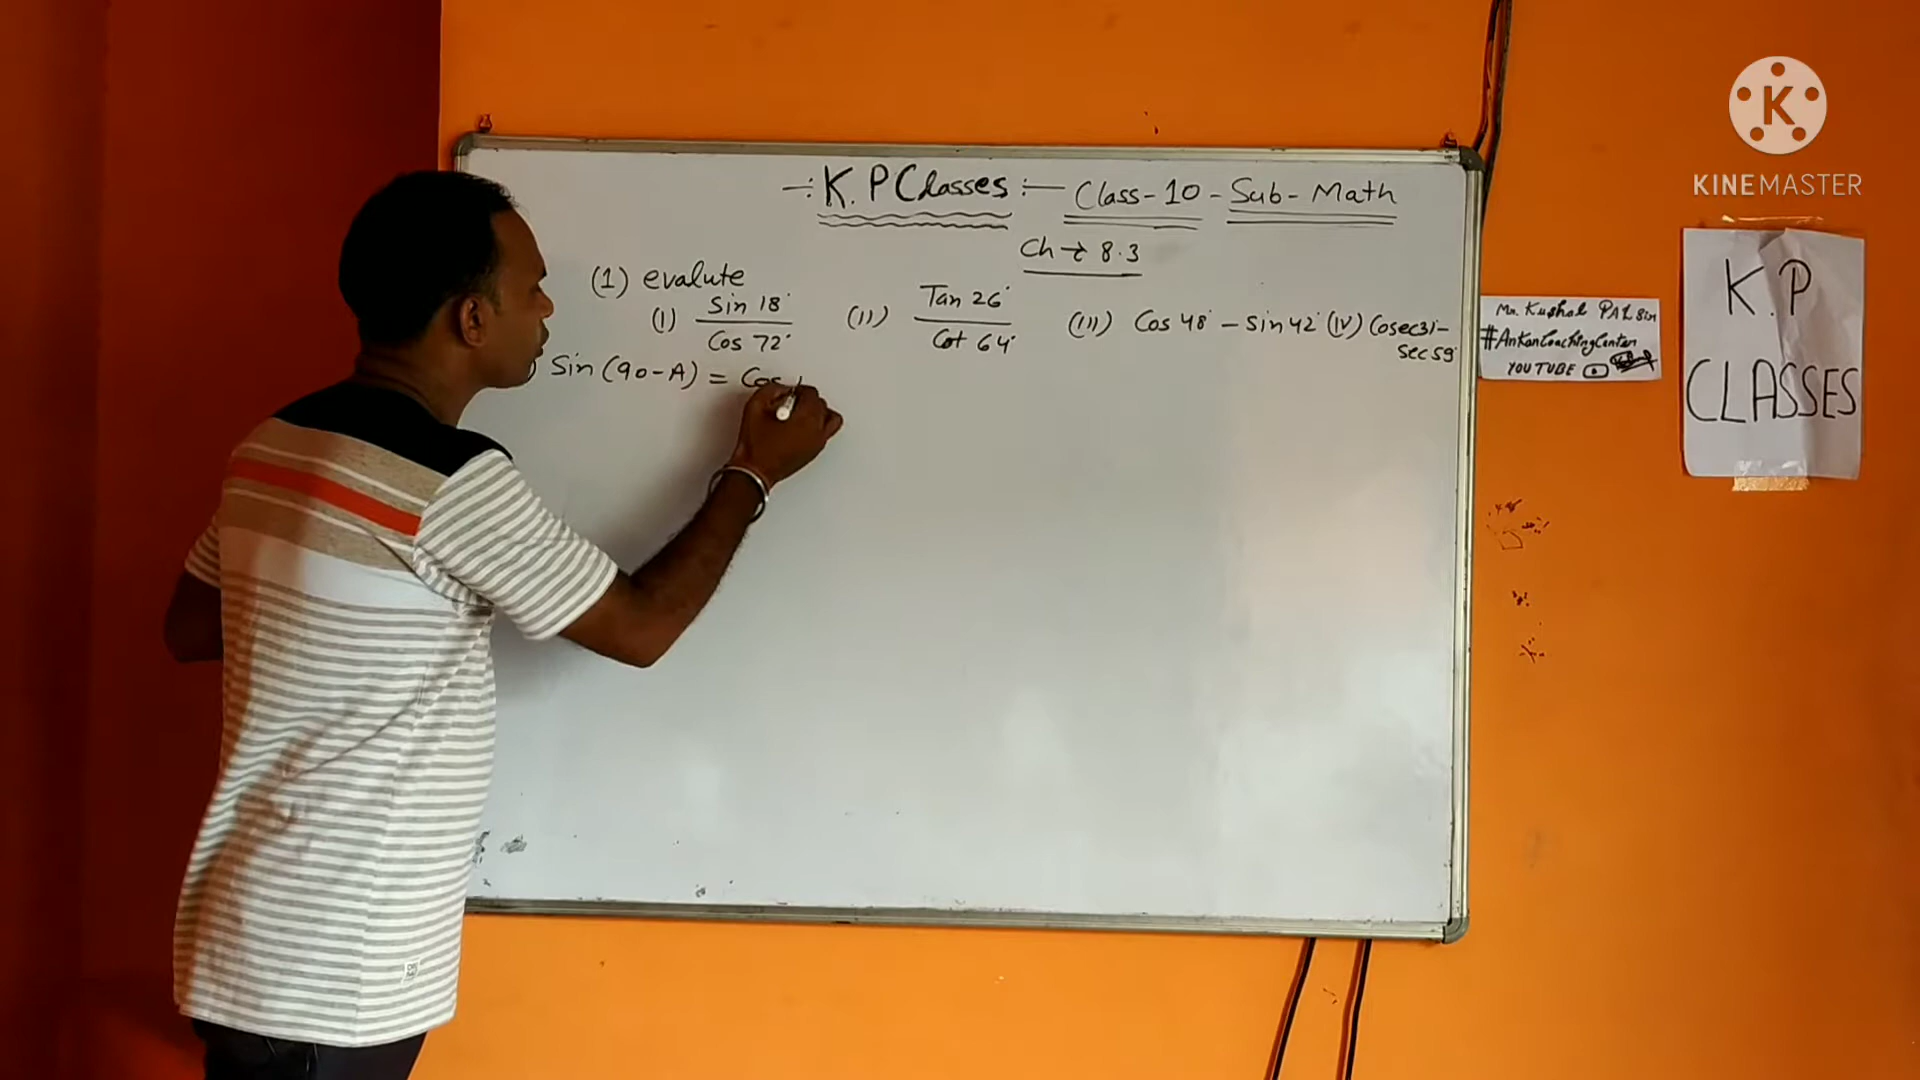 -: K. P Classes :- Class-10 - Sub- Math
Ch → 8.3
(1) evalute
(i) Sin 18° / Cos 72° (ii) Tan 26° / Cot 64° (iii) Cos 48° - Sin 42° (iv) Cosec 31° - Sec 59°
Sin (90-A) = Cos
K.P
CLASSES
Mr. Kushal PAL Sir
#AnkanCoachingCenter
YOUTUBE
K
KINEMASTER